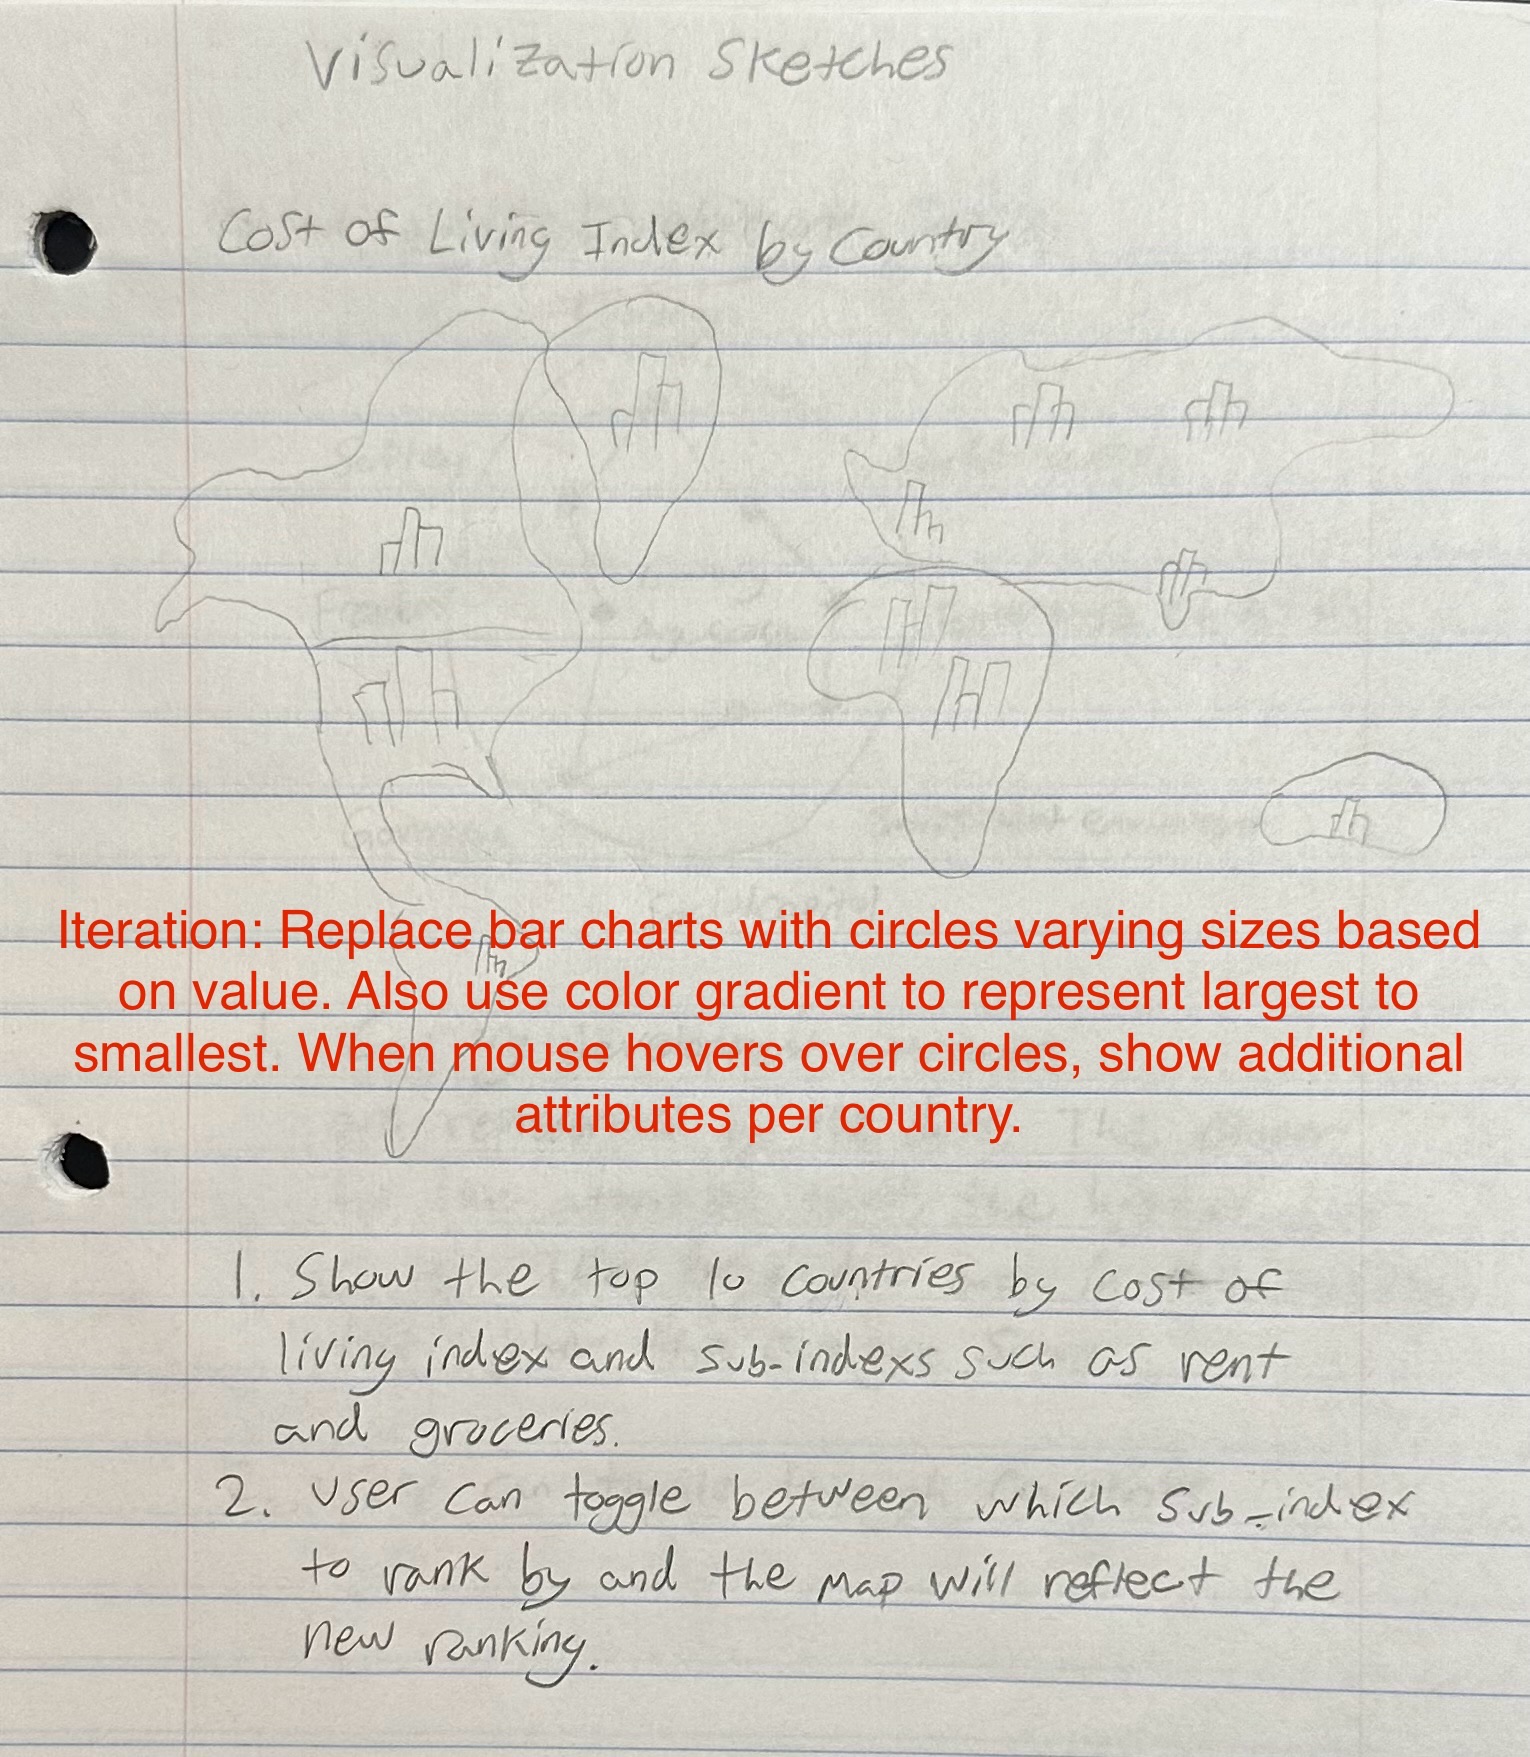 Visualization Sketches
Cost of Living Index by Country
Iteration: Replace bar charts with circles varying sizes based
on value. Also use color gradient to represent largest to
smallest. When mouse hovers over circles, show additional
attributes per country.
1. Show the top 10 countries by cost of
living index and sub-indexs such as rent
and groceries.
2. User can toggle between which sub-index
to rank by and the map will reflect the
new ranking.